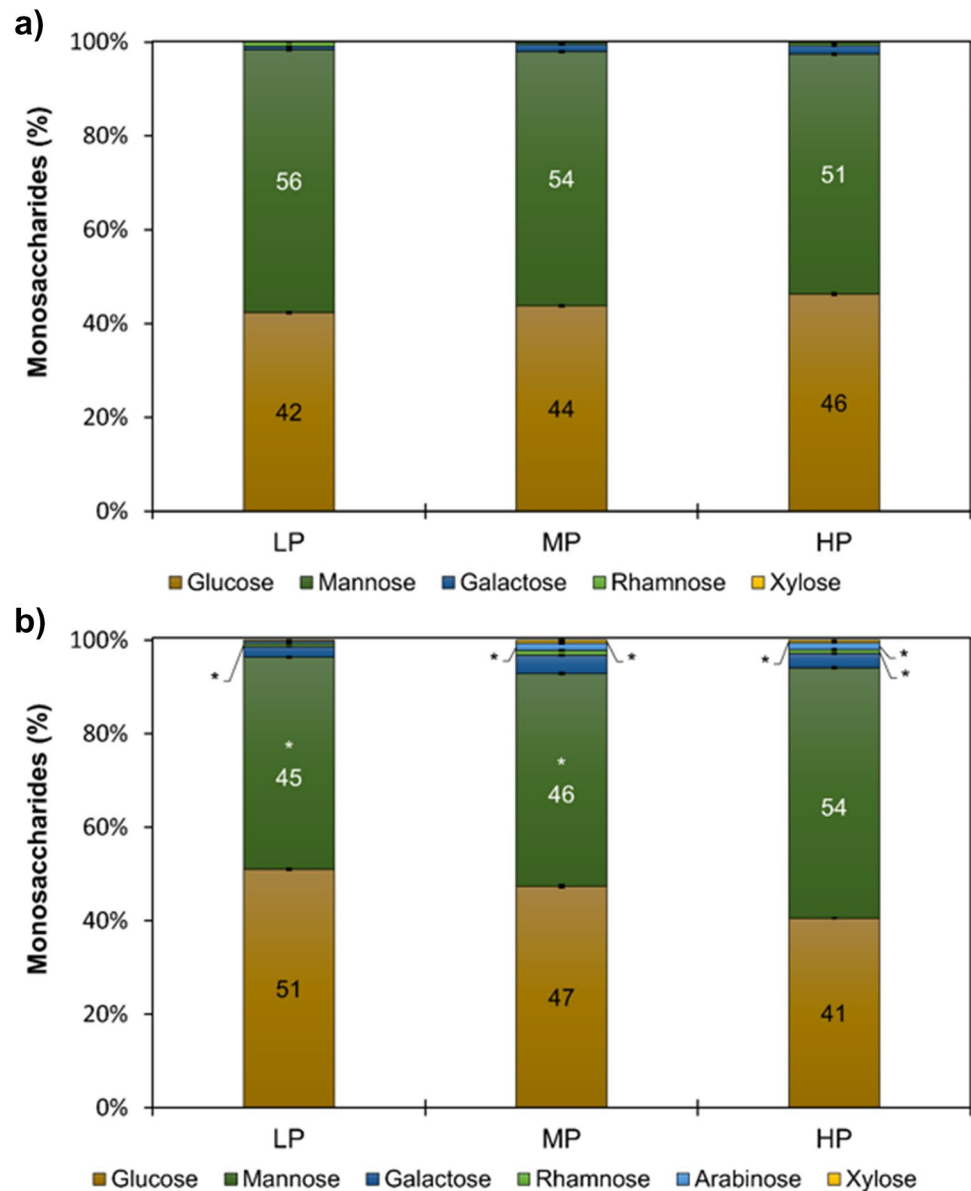 a)
Monosaccharides (%)
100%
80%
60%
40%
20%
0%
56
54
51
42
44
46
LP MP HP
Glucose Mannose Galactose Rhamnose Xylose
b)
Monosaccharides (%)
100%
80%
60%
40%
20%
0%
* * * * * *
* *
45 46 54
51 47 41
LP MP HP
Glucose Mannose Galactose Rhamnose Arabinose Xylose